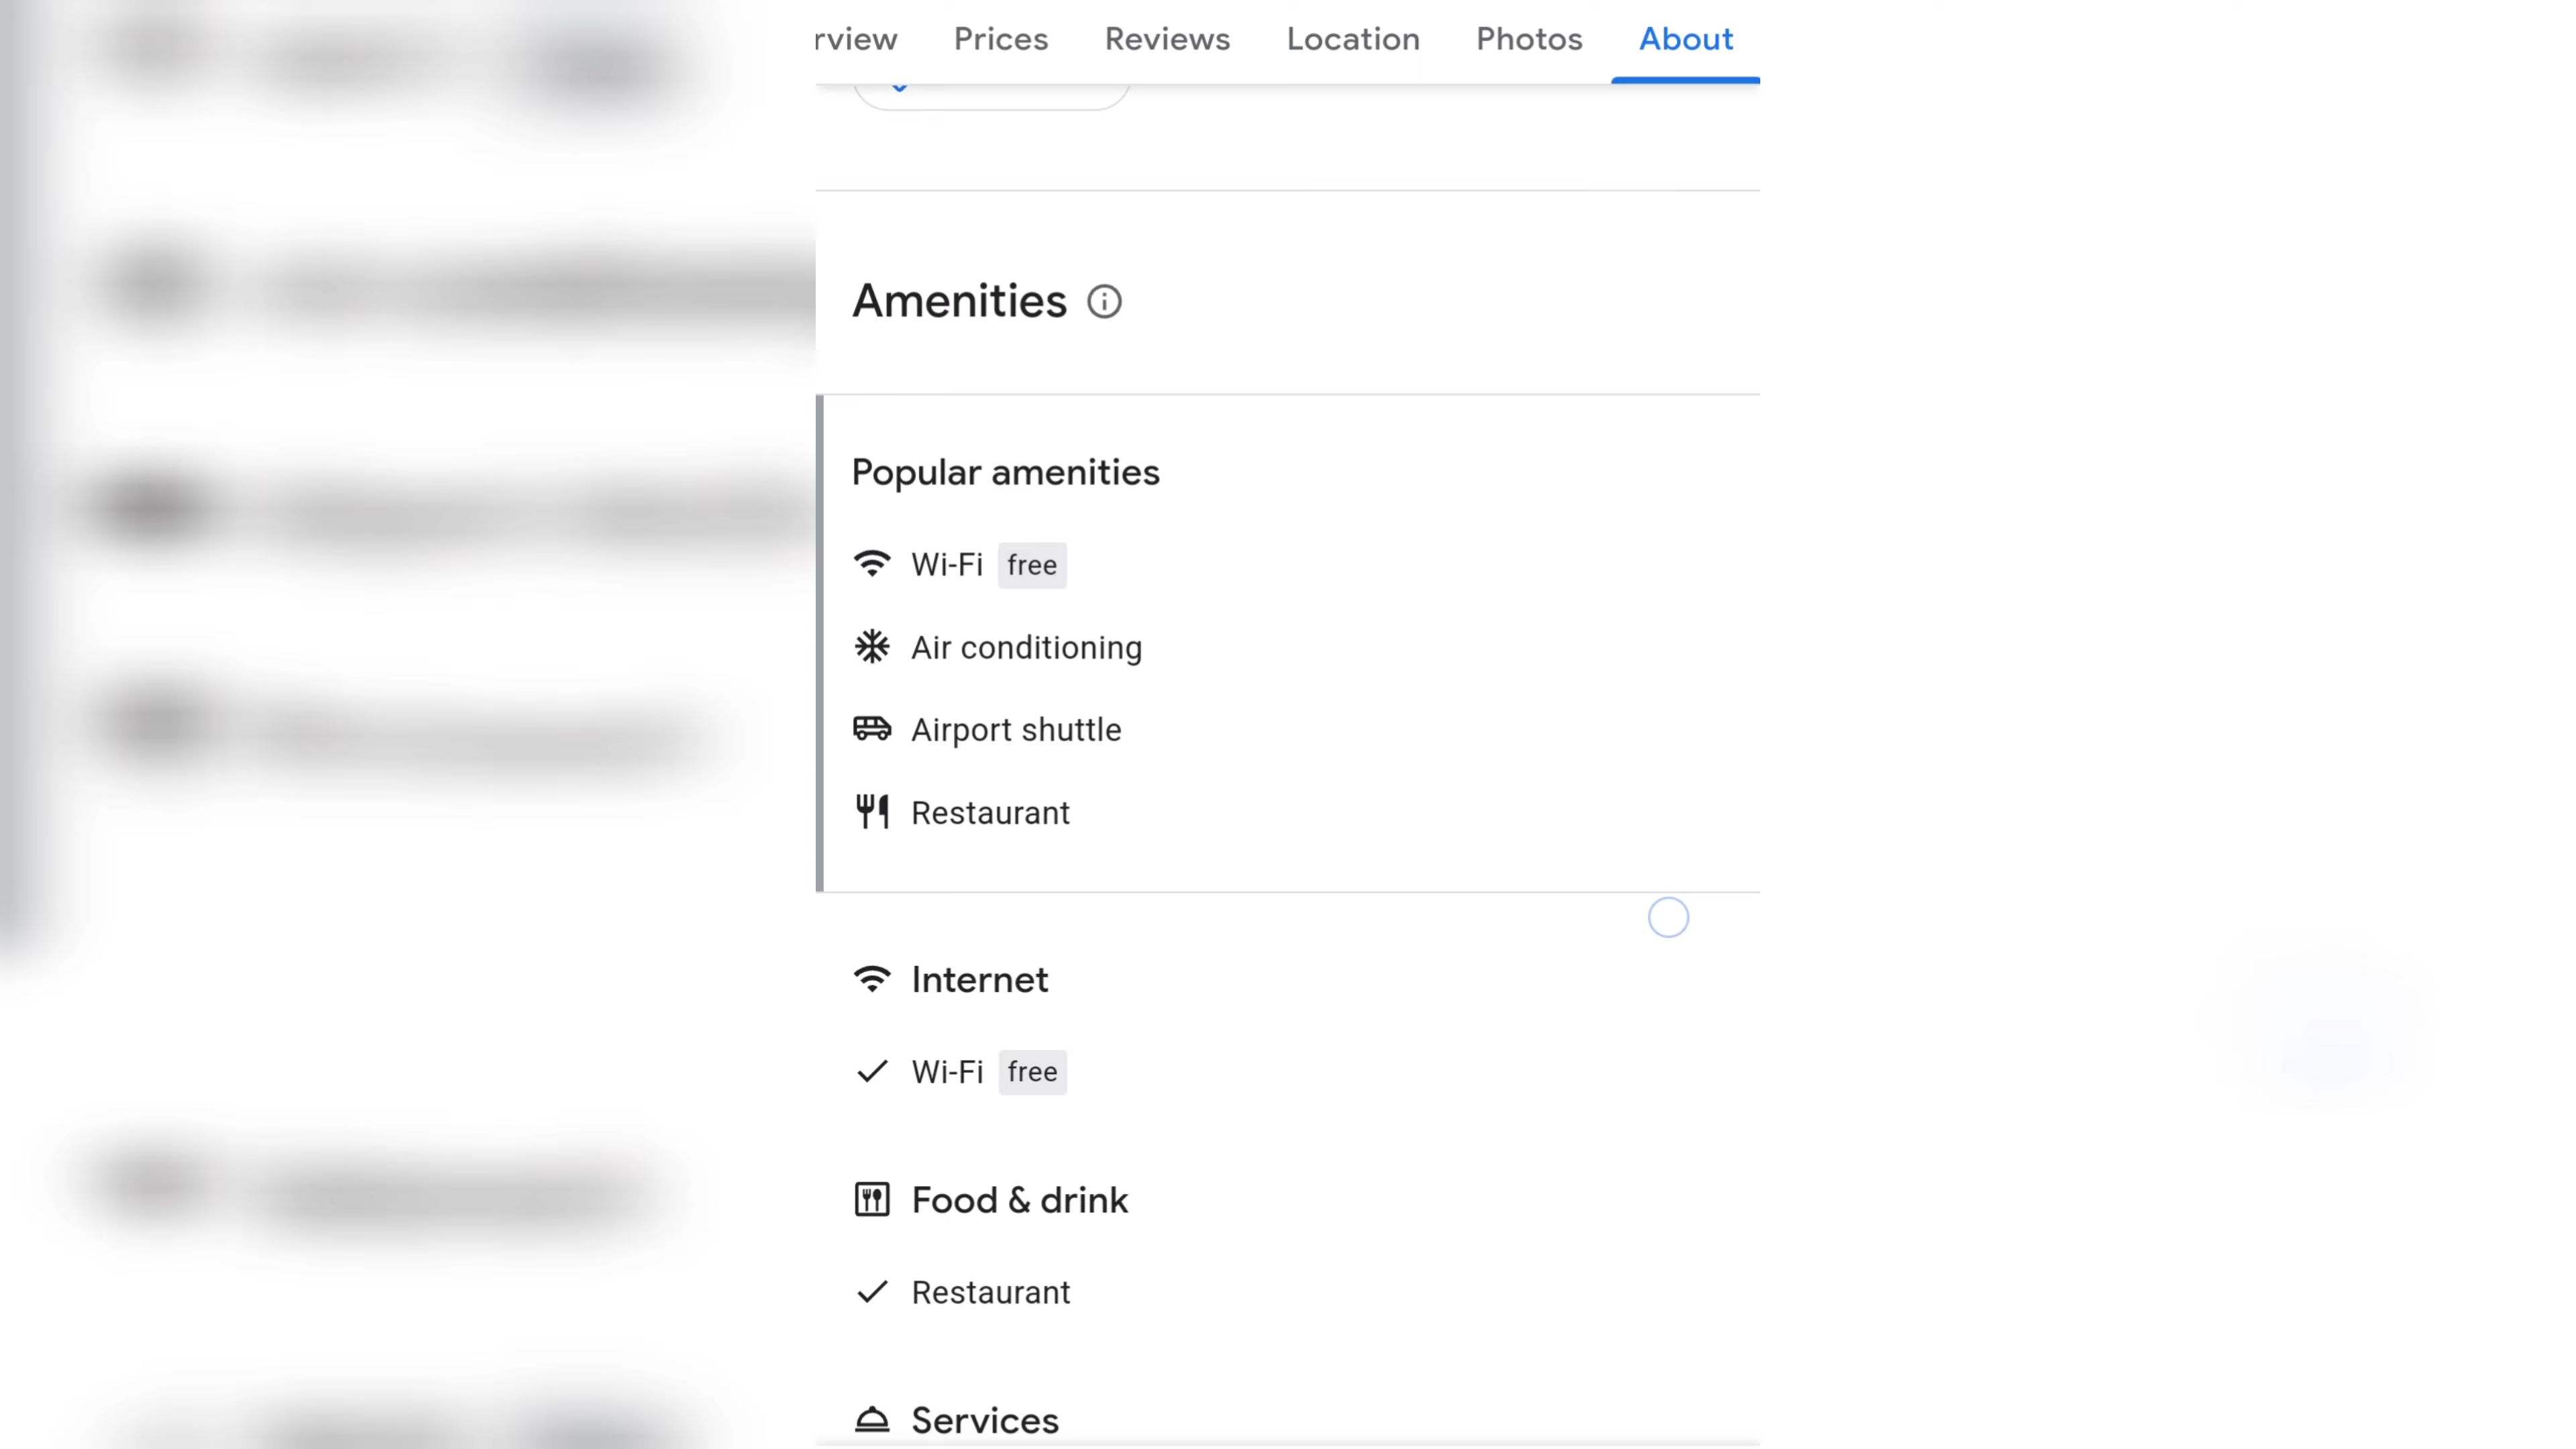 rview Prices Reviews Location Photos About
Amenities
Popular amenities
Wi-Fi free
Air conditioning
Airport shuttle
Restaurant
Internet
Wi-Fi free
Food & drink
Restaurant
Services